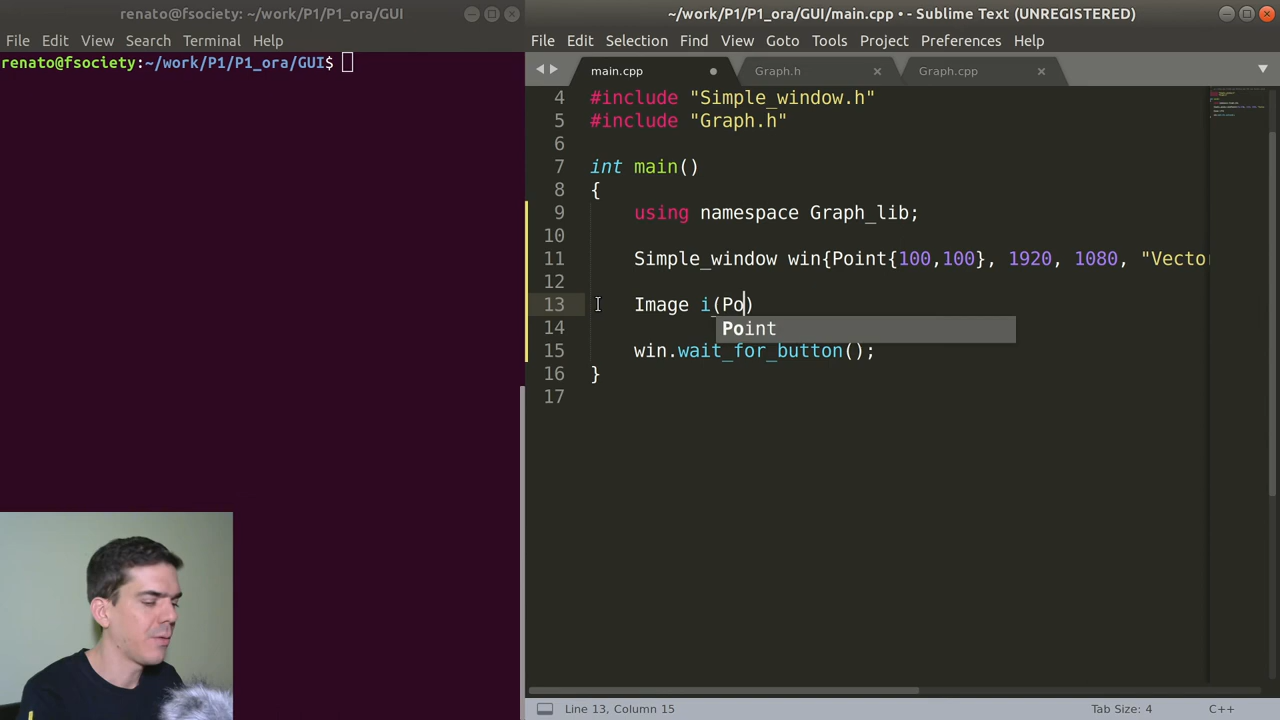 renato@fsociety: ~/work/P1/P1_ora/GUI
File Edit View Search Terminal Help
renato@fsociety:~/work/P1/P1_ora/GUI$
~/work/P1/P1_ora/GUI/main.cpp • - Sublime Text (UNREGISTERED)
File Edit Selection Find View Goto Tools Project Preferences Help
main.cpp Graph.h Graph.cpp
4 #include "Simple_window.h"
5 #include "Graph.h"
6
7 int main()
8 {
9 using namespace Graph_lib;
10
11 Simple_window win{Point{100,100}, 1920, 1080, "Vecto
12
13 Image i(Po)
Point
14
15 win.wait_for_button();
16 }
17
Line 13, Column 15 Tab Size: 4 C++